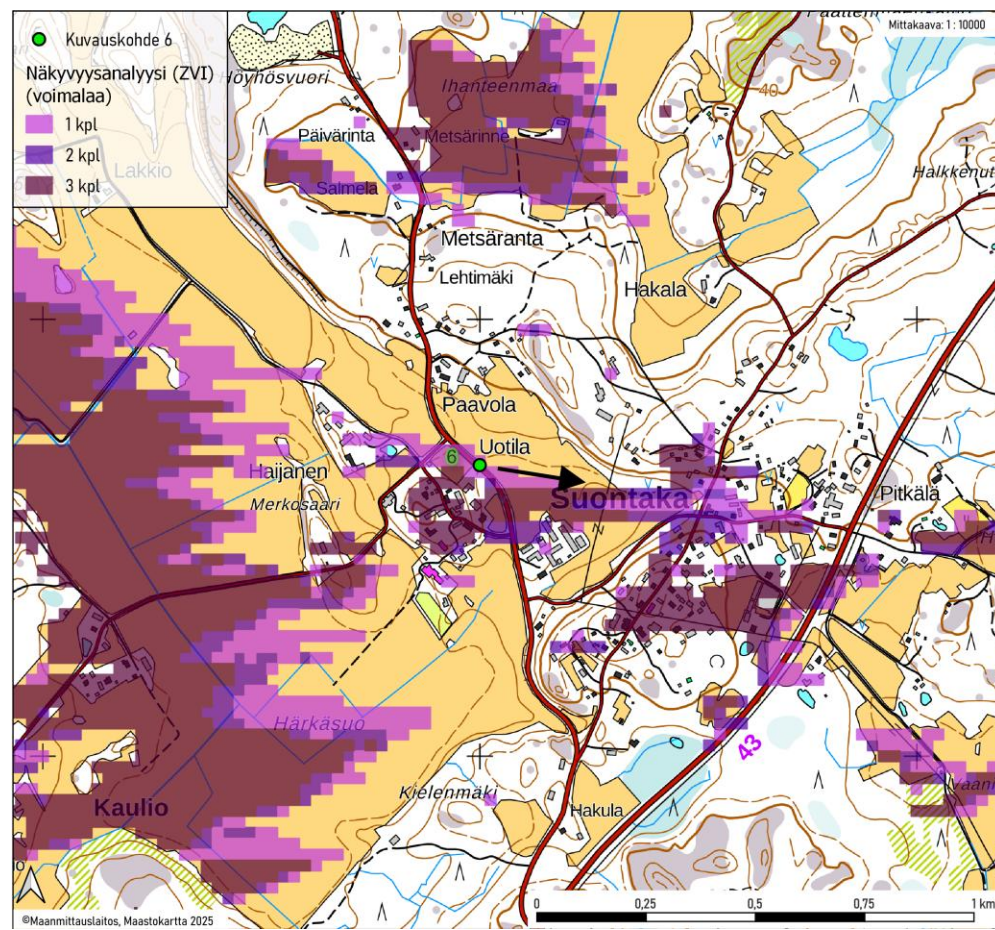 Kuvauskohde 6
Näkyvyysanalyysi (ZVI)
(voimalaa)
1 kpl
2 kpl
3 kpl
Mittakaava: 1 : 10000
Höyhösvuori
Ihanteenmaa
40
Päivärinta
Metsärinne
Lakkio
Salmela
Metsäranta
Lehtimäki
Hakala
Paavola
Uotila
6
Haijanen
Merkosaari
Suontaka
Pitkälä
Härkäsuo
43
Kaulio
Kielenmäki
Hakula
0
0,25
0,5
0,75
1 km
©Maanmittauslaitos, Maastokartta 2025